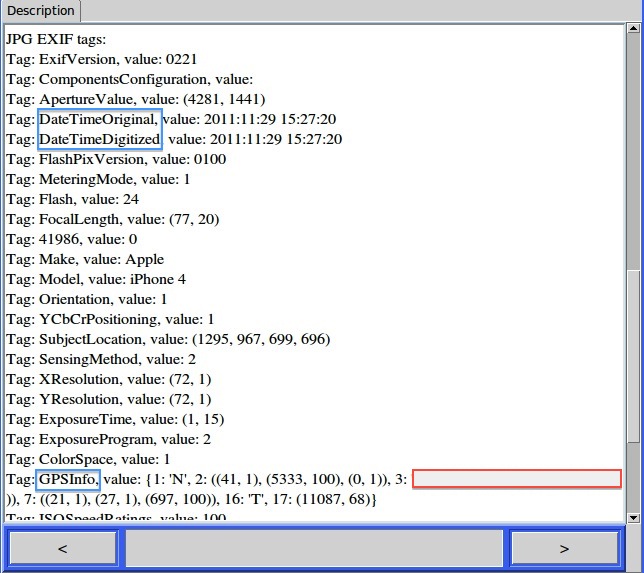 Description
JPG EXIF tags:
Tag: ExifVersion, value: 0221
Tag: ComponentsConfiguration, value:
Tag: ApertureValue, value: (4281, 1441)
Tag: DateTimeOriginal, value: 2011:11:29 15:27:20
Tag: DateTimeDigitized, value: 2011:11:29 15:27:20
Tag: FlashPixVersion, value: 0100
Tag: MeteringMode, value: 1
Tag: Flash, value: 24
Tag: FocalLength, value: (77, 20)
Tag: 41986, value: 0
Tag: Make, value: Apple
Tag: Model, value: iPhone 4
Tag: Orientation, value: 1
Tag: YCbCrPositioning, value: 1
Tag: SubjectLocation, value: (1295, 967, 699, 696)
Tag: SensingMethod, value: 2
Tag: XResolution, value: (72, 1)
Tag: YResolution, value: (72, 1)
Tag: ExposureTime, value: (1, 15)
Tag: ExposureProgram, value: 2
Tag: ColorSpace, value: 1
Tag: GPSInfo, value: {1: 'N', 2: ((41, 1), (5333, 100), (0, 1)), 3:
)), 7: ((21, 1), (27, 1), (697, 100)), 16: 'T', 17: (11087, 68)}
Tag: ISOSpeedRatings, value: 100
< >